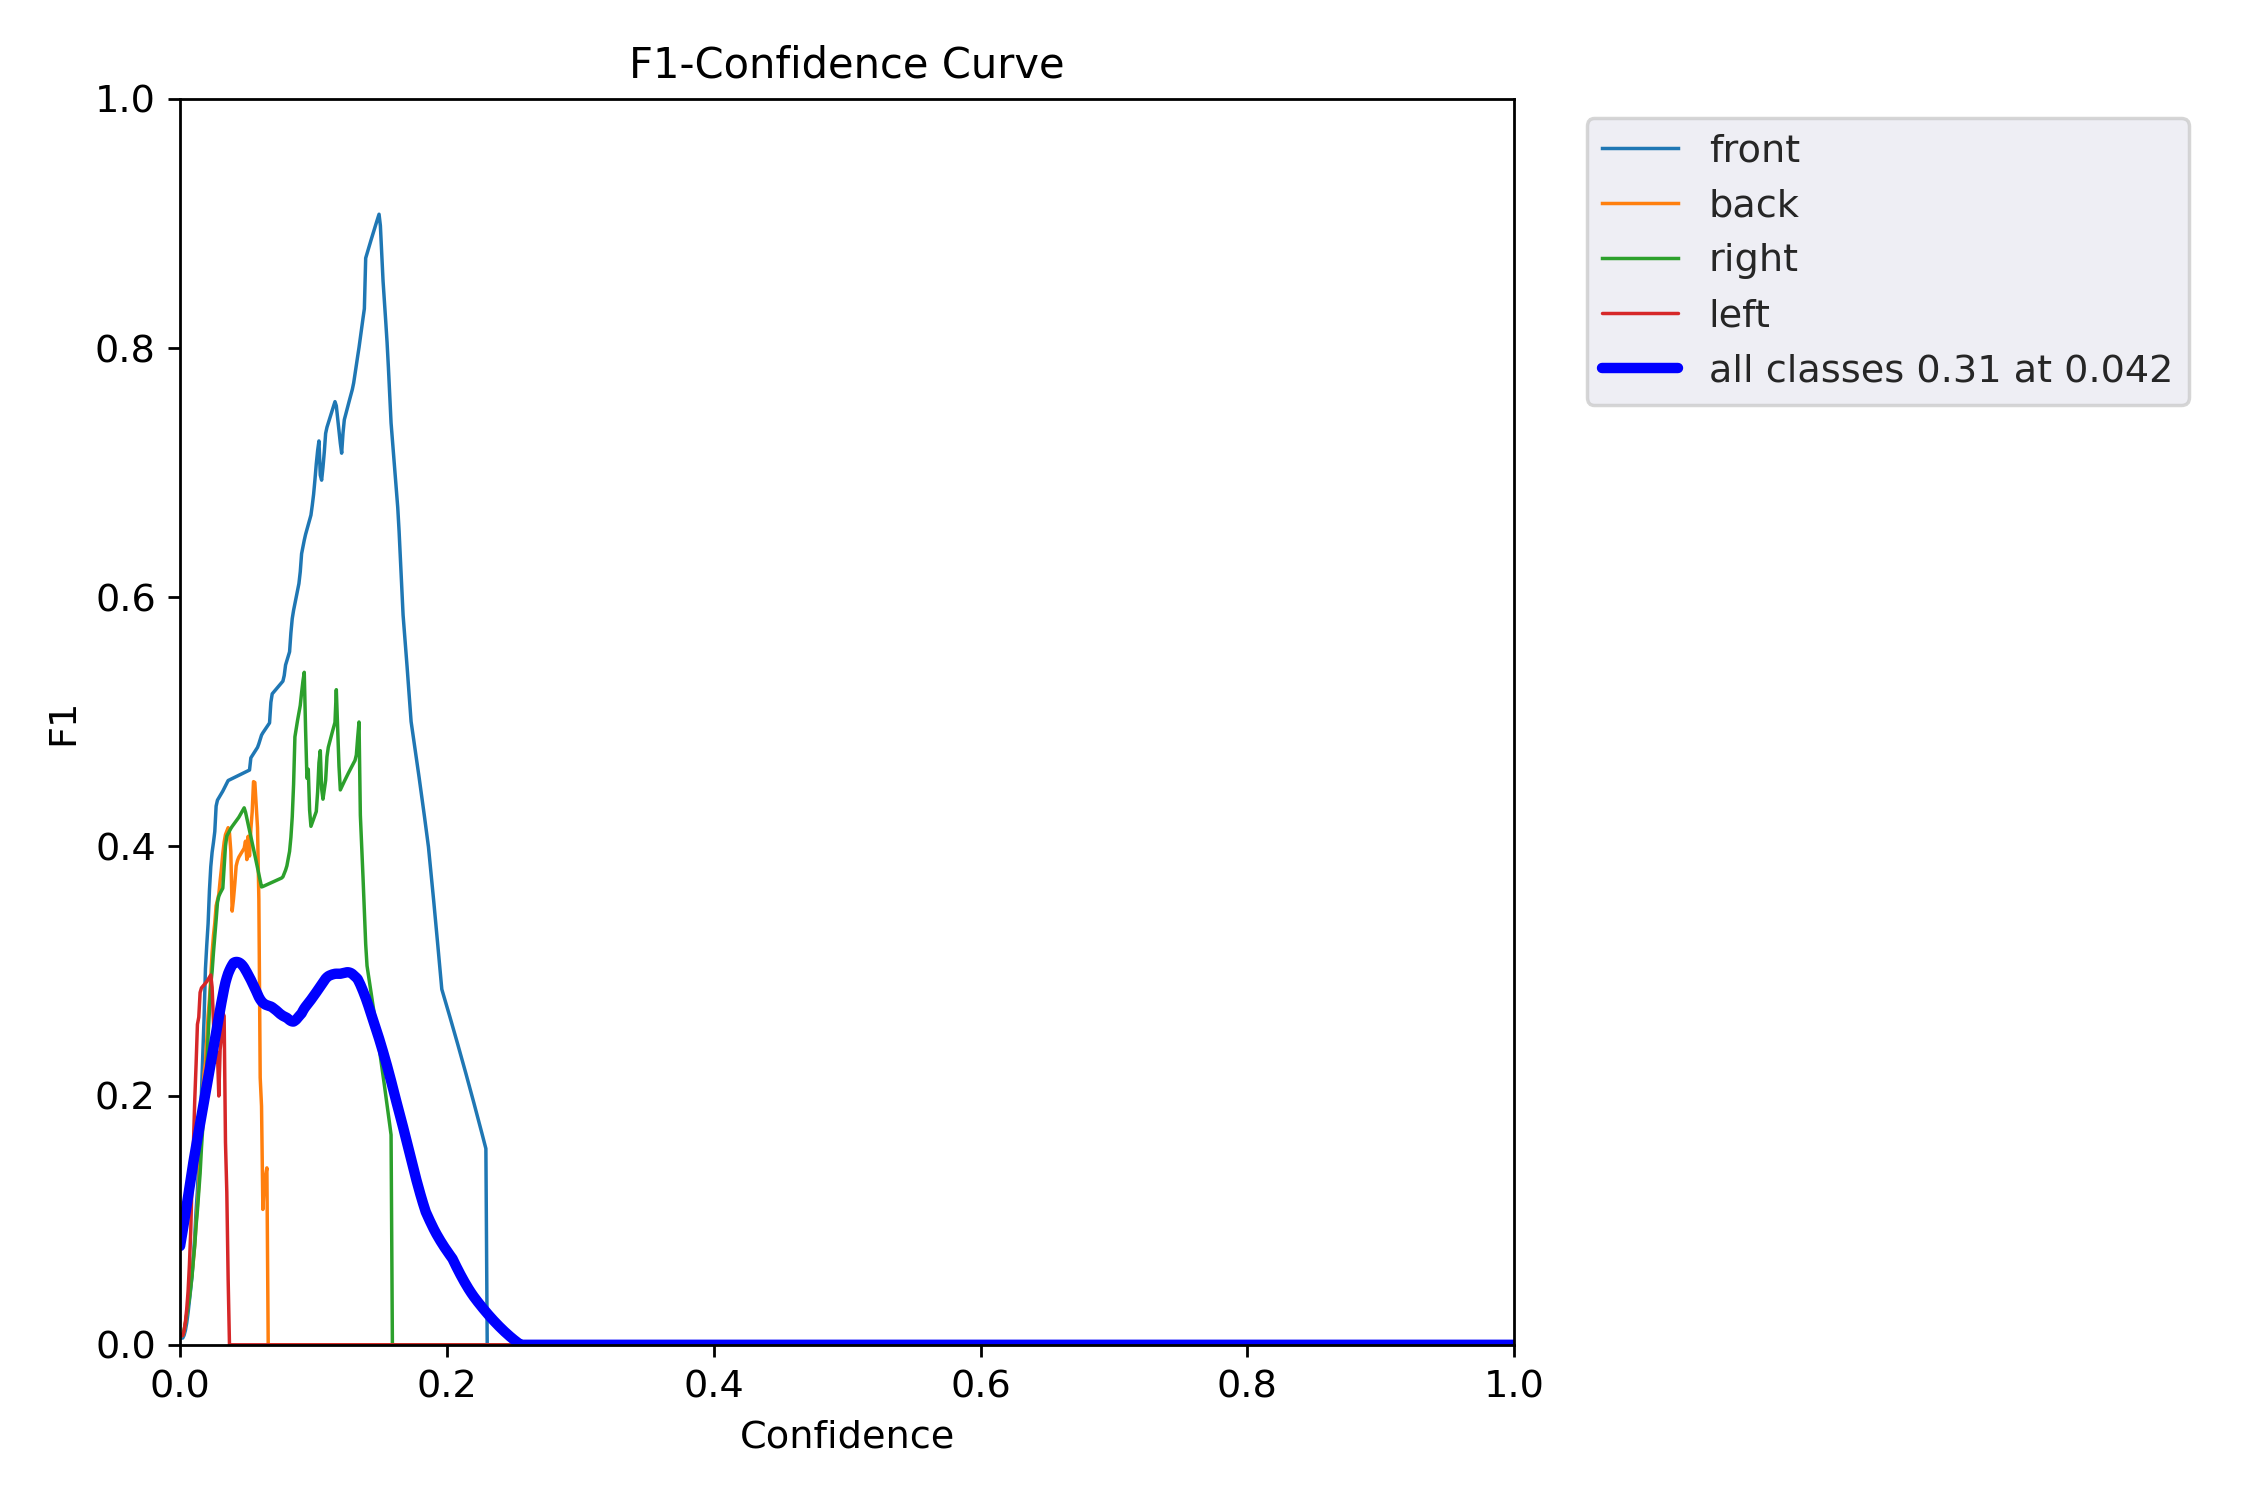 F1-Confidence Curve
1.0
0.8
0.6
0.4
0.2
0.0
F1
0.0 0.2 0.4 0.6 0.8 1.0
Confidence
front
back
right
left
all classes 0.31 at 0.042